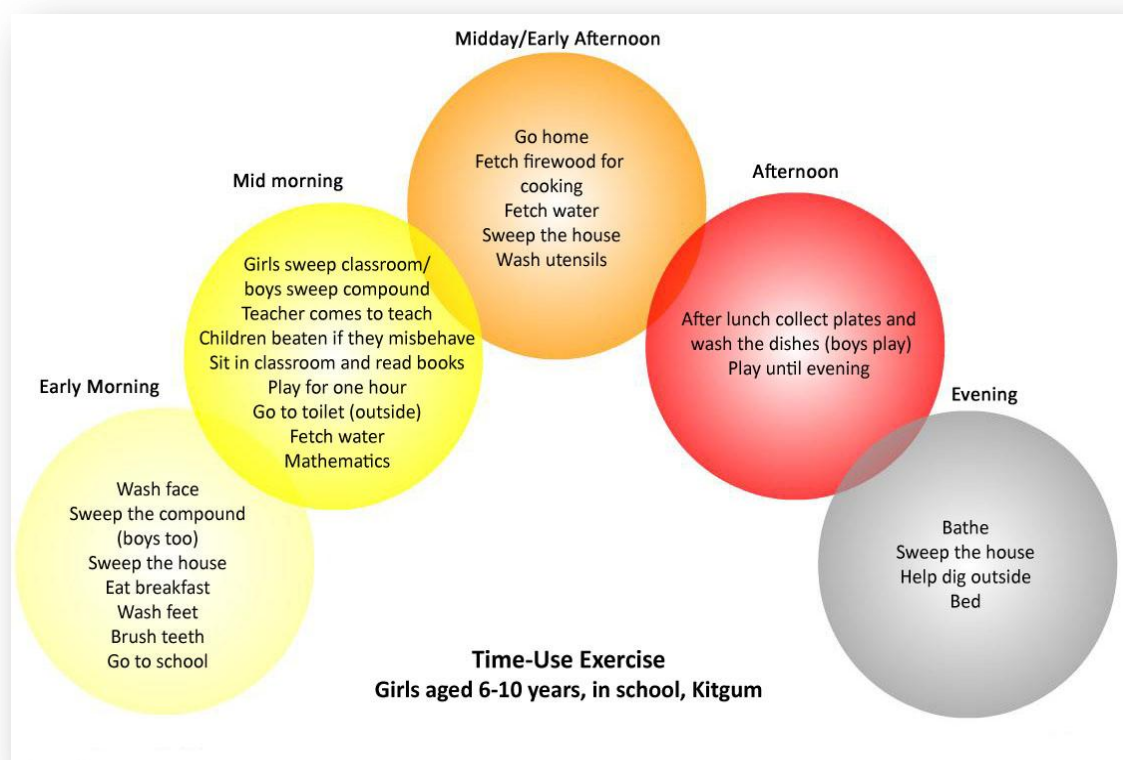 Midday/Early Afternoon
Go home
Fetch firewood for
cooking
Fetch water
Sweep the house
Wash utensils
Mid morning
Girls sweep classroom/
boys sweep compound
Teacher comes to teach
Children beaten if they misbehave
Sit in classroom and read books
Play for one hour
Go to toilet (outside)
Fetch water
Mathematics
Afternoon
After lunch collect plates and
wash the dishes (boys play)
Play until evening
Early Morning
Wash face
Sweep the compound
(boys too)
Sweep the house
Eat breakfast
Wash feet
Brush teeth
Go to school
Evening
Bathe
Sweep the house
Help dig outside
Bed
Time-Use Exercise
Girls aged 6-10 years, in school, Kitgum